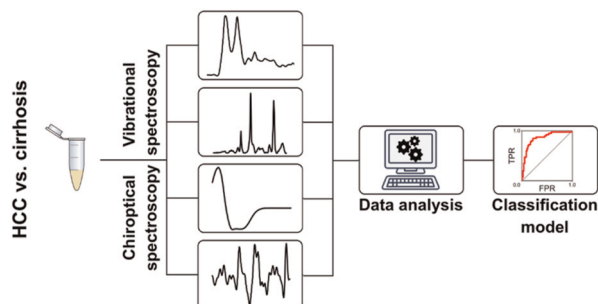 HCC vs. cirrhosis
Vibrational
spectroscopy
Chiroptical
spectroscopy
Data analysis
1.0
TPR
0.0
FPR
1.0
Classification
model